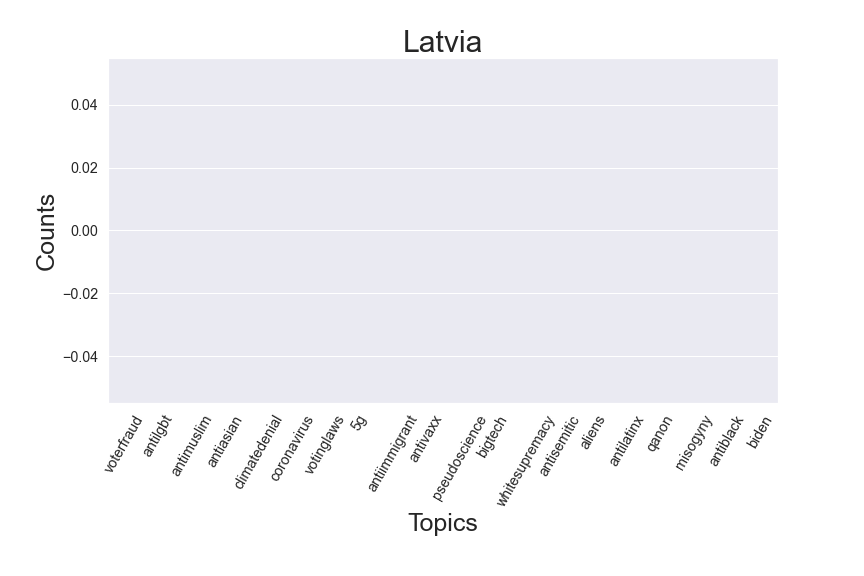 Latvia
Counts
0.04
0.02
0.00
−0.02
−0.04
voterfraud
antilgbt
antimuslim
antiasian
climatedenial
coronavirus
votinglaws
5g
antiimmigrant
antivaxx
pseudoscience
bigtech
whitesupremacy
antisemitic
aliens
antilatinx
qanon
misogyny
antiblack
biden
Topics